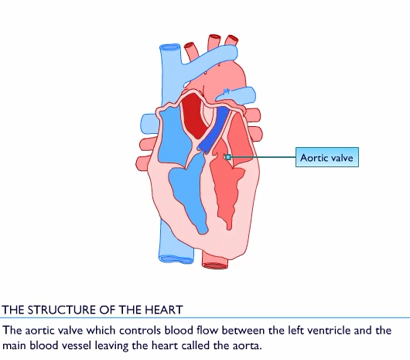 Aortic valve
THE STRUCTURE OF THE HEART
The aortic valve which controls blood flow between the left ventricle and the
main blood vessel leaving the heart called the aorta.